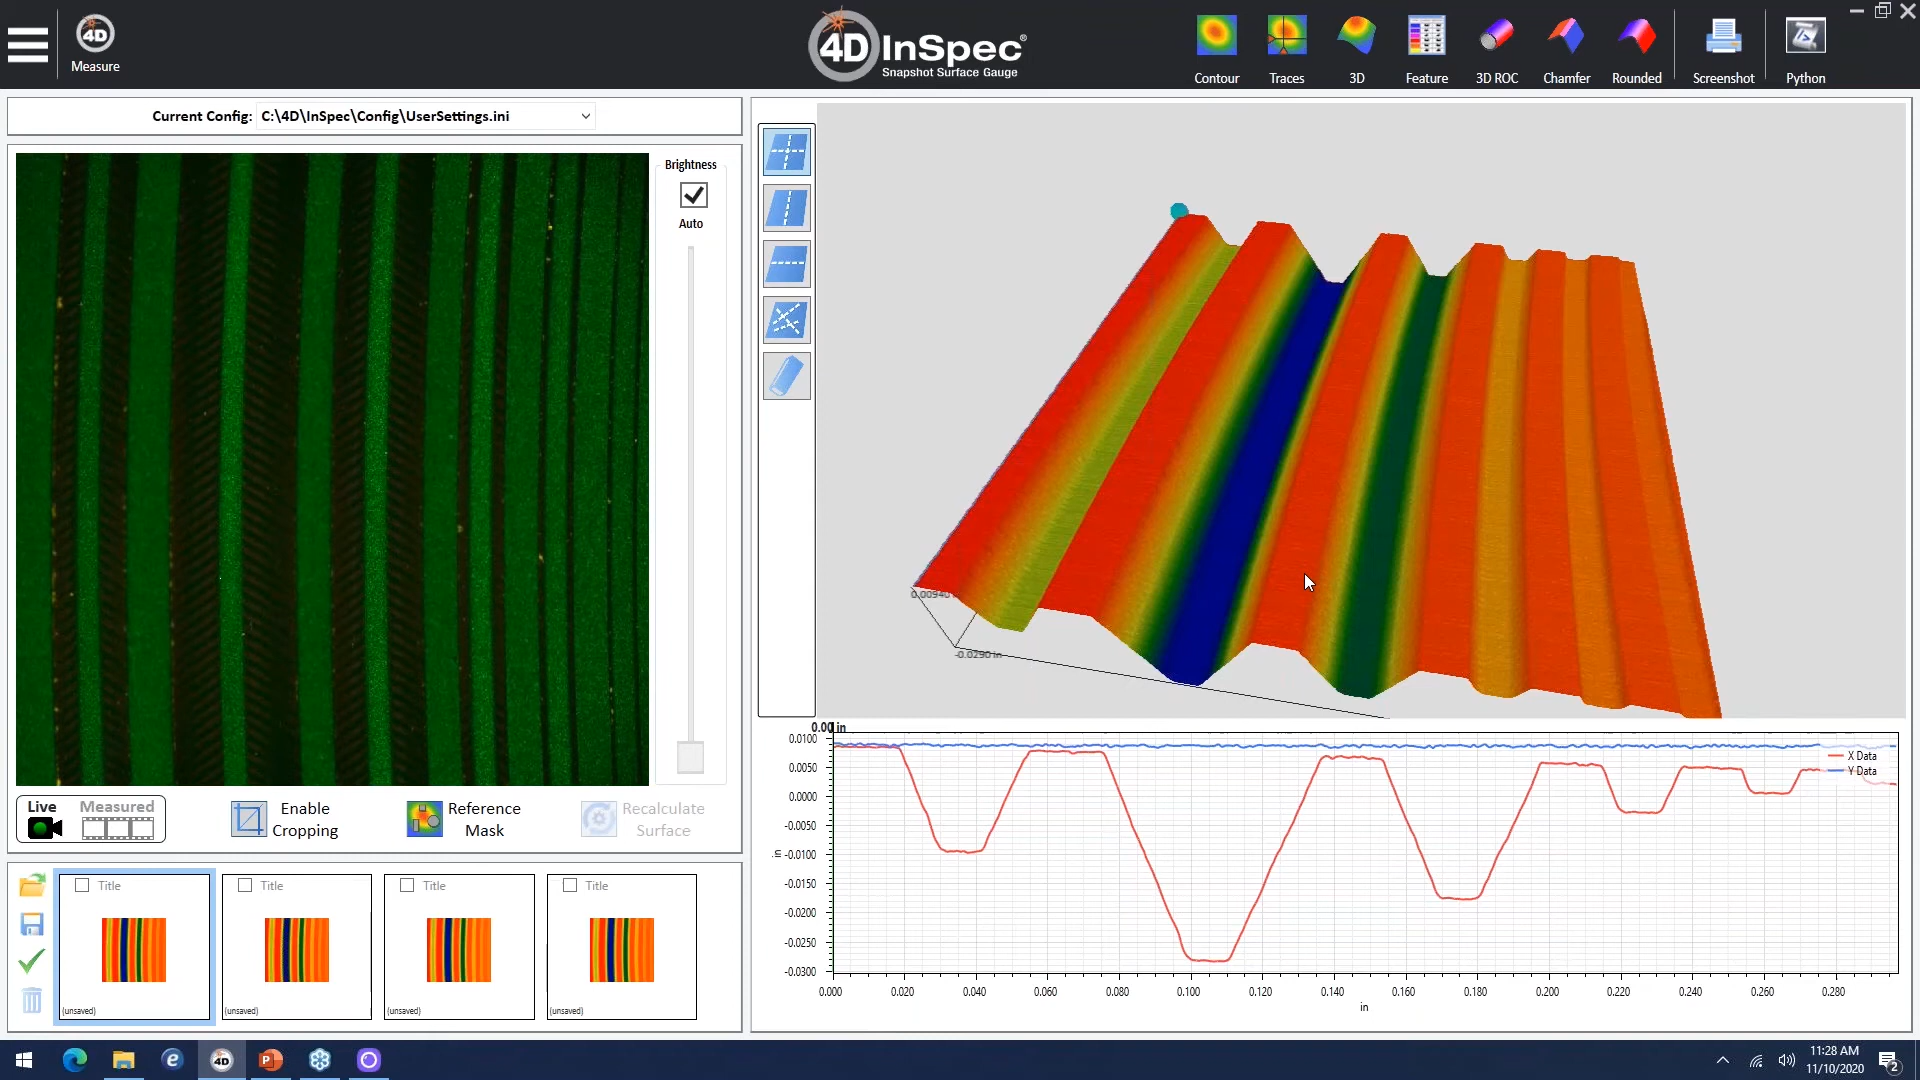 4D
Measure
4D InSpec®
Snapshot Surface Gauge
Contour
Traces
3D
Feature
3D ROC
Chamfer
Rounded
Screenshot
Python
Current Config: C:\4D\InSpec\Config\UserSettings.ini
Brightness
Auto
Live
Measured
Enable
Cropping
Reference
Mask
Recalculate
Surface
Title
(unsaved)
Title
(unsaved)
Title
(unsaved)
Title
(unsaved)
-0.0290 in
X Data
Y Data
0.0100
0.0050
0.0000
-0.0050
-0.0100
-0.0150
-0.0200
-0.0250
-0.0300
in
0.000 0.020 0.040 0.060 0.080 0.100 0.120 0.140 0.160 0.180 0.200 0.220 0.240 0.260 0.280
in
4D
11:28 AM
11/10/2020
2